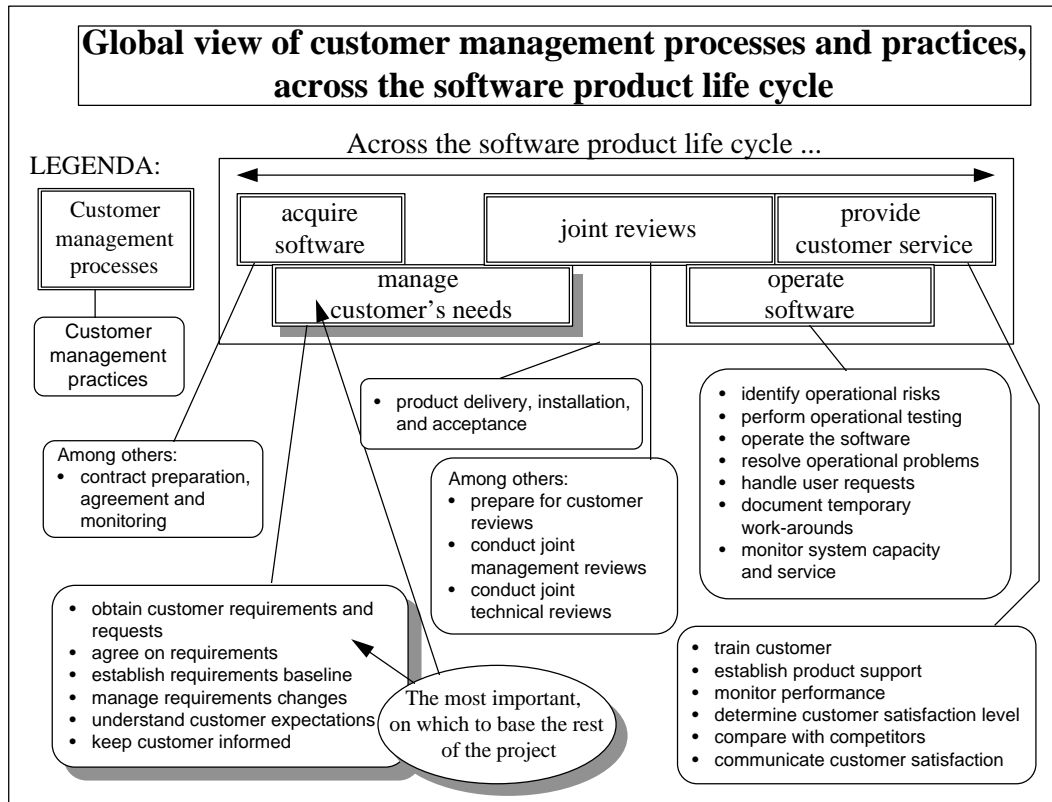 Global view of customer management processes and practices,
across the software product life cycle
Across the software product life cycle ...
LEGENDA:
Customer
management
processes
Customer
management
practices
acquire
software
joint reviews
provide
customer service
manage
customer’s needs
operate
software
• product delivery, installation,
and acceptance
• identify operational risks
• perform operational testing
• operate the software
• resolve operational problems
• handle user requests
• document temporary
work-arounds
• monitor system capacity
and service
Among others:
• contract preparation,
agreement and
monitoring
Among others:
• prepare for customer
reviews
• conduct joint
management reviews
• conduct joint
technical reviews
• obtain customer requirements and
requests
• agree on requirements
• establish requirements baseline
• manage requirements changes
• understand customer expectations
• keep customer informed
The most important,
on which to base the rest
of the project
• train customer
• establish product support
• monitor performance
• determine customer satisfaction level
• compare with competitors
• communicate customer satisfaction